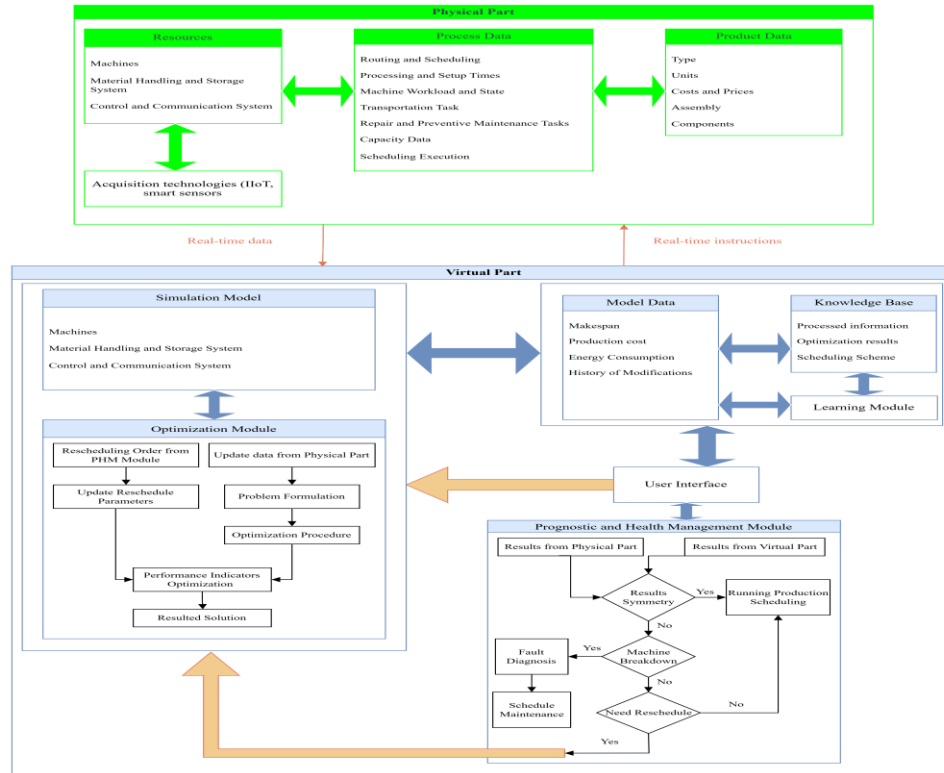 Physical Part
Resources
Machines
Material Handling and Storage
System
Control and Communication System
Process Data
Routing and Scheduling
Processing and Setup Times
Machine Workload and State
Transportation Task
Repair and Preventive Maintenance Tasks
Capacity Data
Scheduling Execution
Product Data
Type
Units
Costs and Prices
Assembly
Components
Acquisition technologies (IIoT,
smart sensors
Real-time data
Real-time instructions
Virtual Part
Simulation Model
Machines
Material Handling and Storage System
Control and Communication System
Model Data
Makespan
Production cost
Energy Consumption
History of Modifications
Knowledge Base
Processed information
Optimization results
Scheduling Scheme
Learning Module
Optimization Module
Rescheduling Order from
PHM Module
Update data from Physical Part
Update Reschedule
Parameters
Problem Formulation
Optimization Procedure
Performance Indicators
Optimization
Resulted Solution
User Interface
Prognostic and Health Management Module
Results from Physical Part
Results from Virtual Part
Results
Symmetry
Yes
Running Production
Scheduling
No
Fault
Diagnosis
Yes
Machine
Breakdown
No
Schedule
Maintenance
Need Reschedule
No
Yes